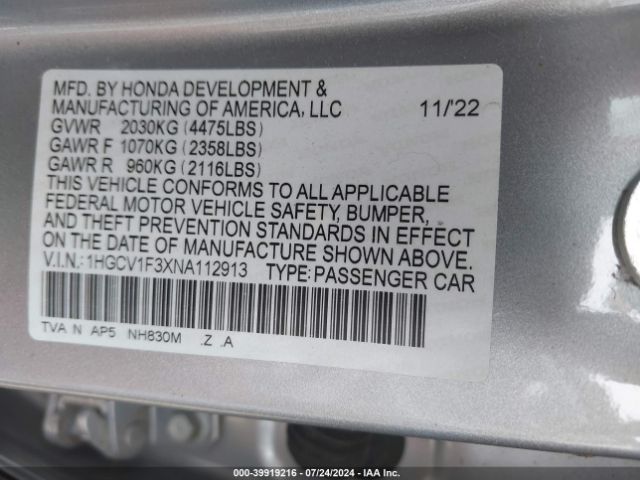 MFD. BY HONDA DEVELOPMENT &
MANUFACTURING OF AMERICA, LLC 11/'22
GVWR 2030KG (4475LBS)
GAWR F 1070KG (2358LBS)
GAWR R 960KG (2116LBS)
THIS VEHICLE CONFORMS TO ALL APPLICABLE
FEDERAL MOTOR VEHICLE SAFETY, BUMPER,
AND THEFT PREVENTION STANDARDS IN EFFECT
ON THE DATE OF MANUFACTURE SHOWN ABOVE.
V.I.N.: 1HGCV1F3XNA112913 TYPE: PASSENGER CAR
TVA N AP5 NH830M .Z .A
000-39919216 - 07/24/2024 - IAA Inc.